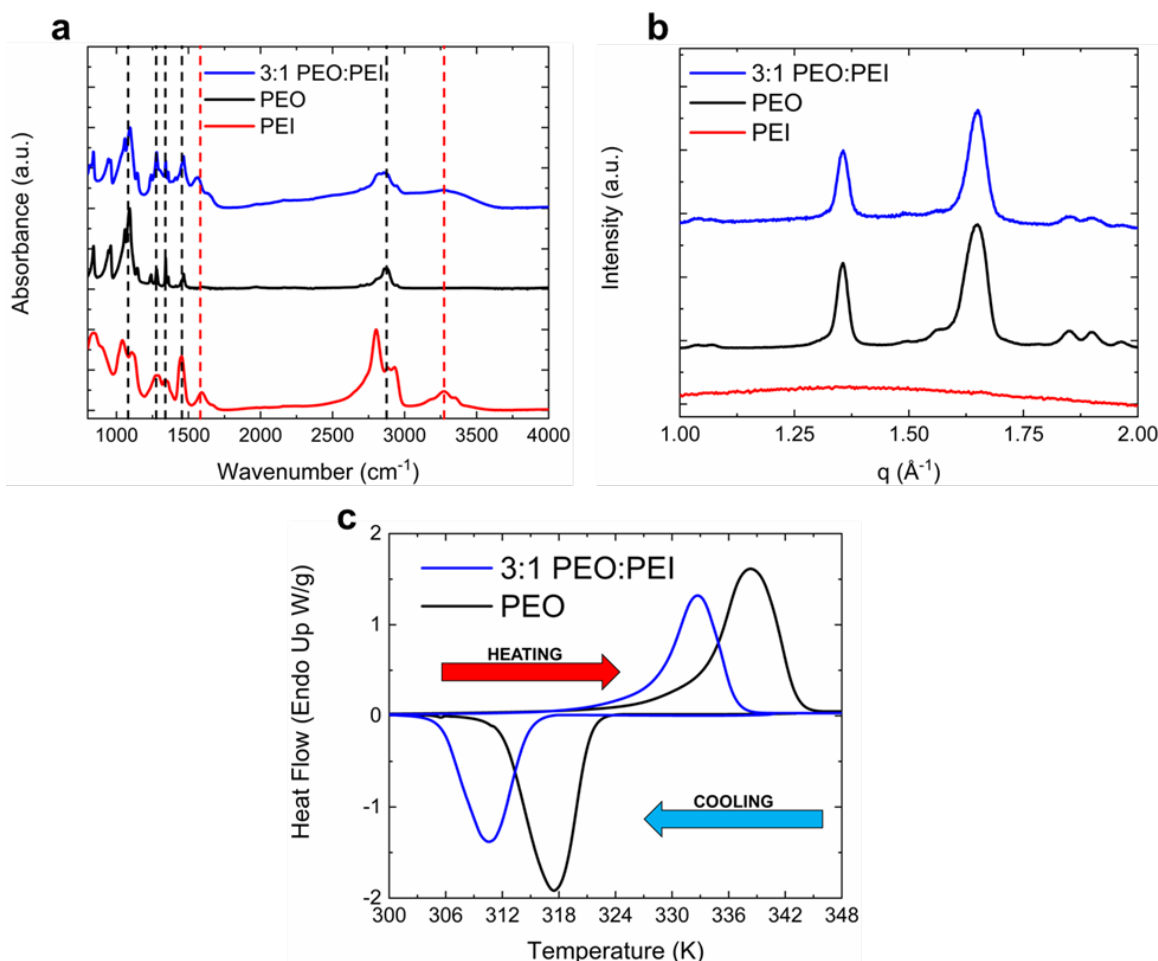 a
3:1 PEO:PEI
PEO
PEI
Absorbance (a.u.)
1000 1500 2000 2500 3000 3500 4000
Wavenumber (cm⁻¹)
b
3:1 PEO:PEI
PEO
PEI
Intensity (a.u.)
1.00 1.25 1.50 1.75 2.00
q (Å⁻¹)
c
3:1 PEO:PEI
PEO
HEATING
COOLING
Heat Flow (Endo Up W/g)
2
1
0
-1
-2
300 306 312 318 324 330 336 342 348
Temperature (K)